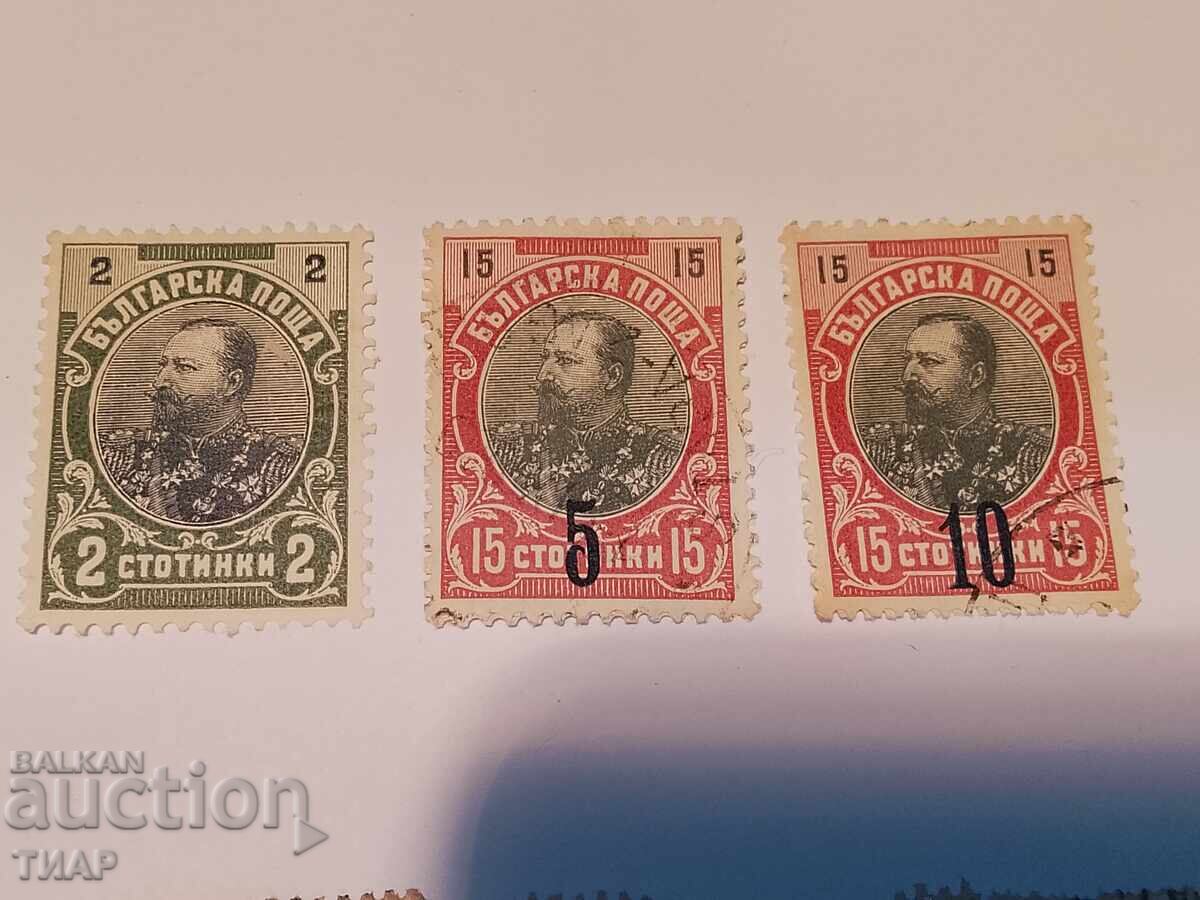 2 2
БЪЛГАРСКА ПОЩА
2 СТОТИНКИ 2
15 15
БЪЛГАРСКА ПОЩА
15 СТОТИНКИ 15
5
15 15
БЪЛГАРСКА ПОЩА
15 СТОТИНКИ 15
10
BALKAN
auction
ТИАР